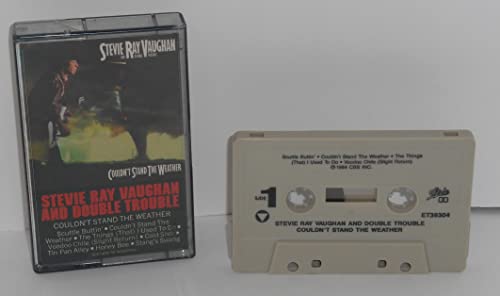 STEVIE RAY VAUGHAN
COULDN'T STAND THE WEATHER
STEVIE RAY VAUGHAN
AND DOUBLE TROUBLE
COULDN'T STAND THE WEATHER
Scuttle Buttin' • Couldn't Stand The
Weather • The Things (That) I Used To Do •
Voodoo Chile (Slight Return) • Cold Shot •
Tin Pan Alley • Honey Bee • Stang's Swang
Scuttle Buttin' • Couldn't Stand The Weather • The Things
(That) I Used To Do • Voodoo Chile (Slight Return)
℗ 1984 CBS INC.
SIDE 1
Epic
ET39304
STEVIE RAY VAUGHAN AND DOUBLE TROUBLE
COULDN'T STAND THE WEATHER